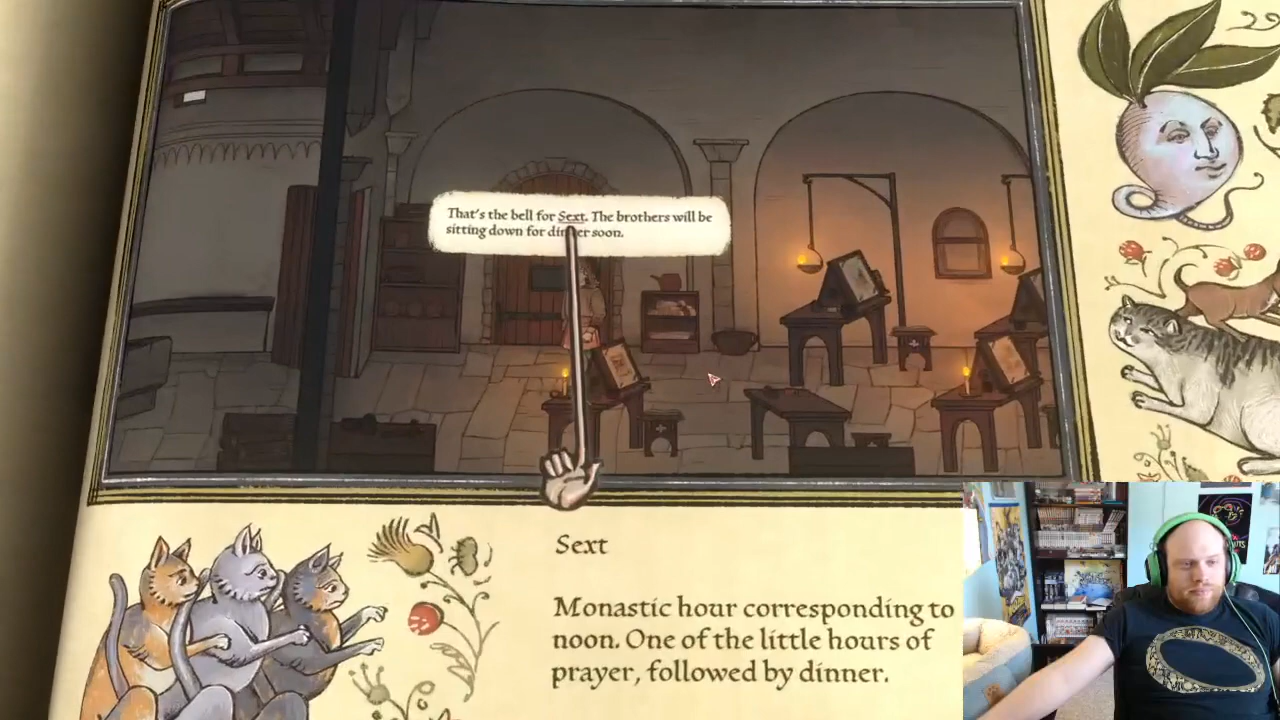 That's the bell for Sext. The brothers will be
sitting down for dinner soon.
Sext
Monastic hour corresponding to
noon. One of the little hours of
prayer, followed by dinner.